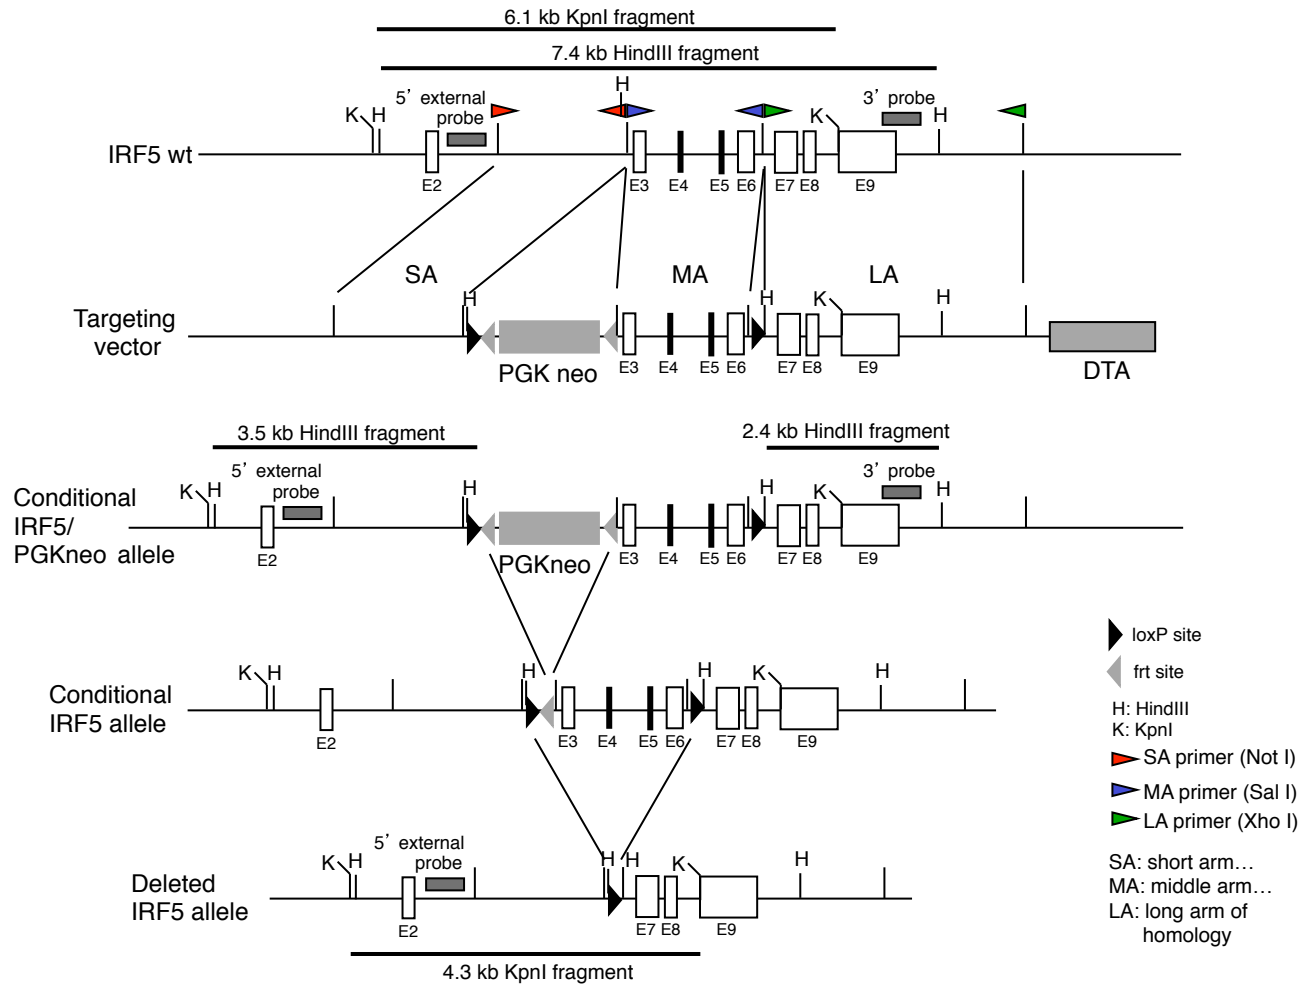 6.1 kb KpnI fragment
7.4 kb HindIII fragment
H
5’ external
probe
3’ probe
K H
K
H
IRF5 wt
E2
E3
E4
E5
E6
E7
E8
E9
SA
MA
LA
H
H
K
H
Targeting
vector
PGK neo
E3
E4
E5
E6
E7
E8
E9
DTA
3.5 kb HindIII fragment
2.4 kb HindIII fragment
5’ external
probe
3’ probe
K H
H
H
K
H
Conditional
IRF5/
PGKneo allele
E2
PGKneo
E3
E4
E5
E6
E7
E8
E9
K H
H
H
K
H
Conditional
IRF5 allele
E2
E3
E4
E5
E6
E7
E8
E9
loxP site
frt site
H: HindIII
K: KpnI
SA primer (Not I)
MA primer (Sal I)
LA primer (Xho I)
SA: short arm…
MA: middle arm…
LA: long arm of
homology
5’ external
probe
K H
H H
K
H
Deleted
IRF5 allele
E2
E7
E8
E9
4.3 kb KpnI fragment